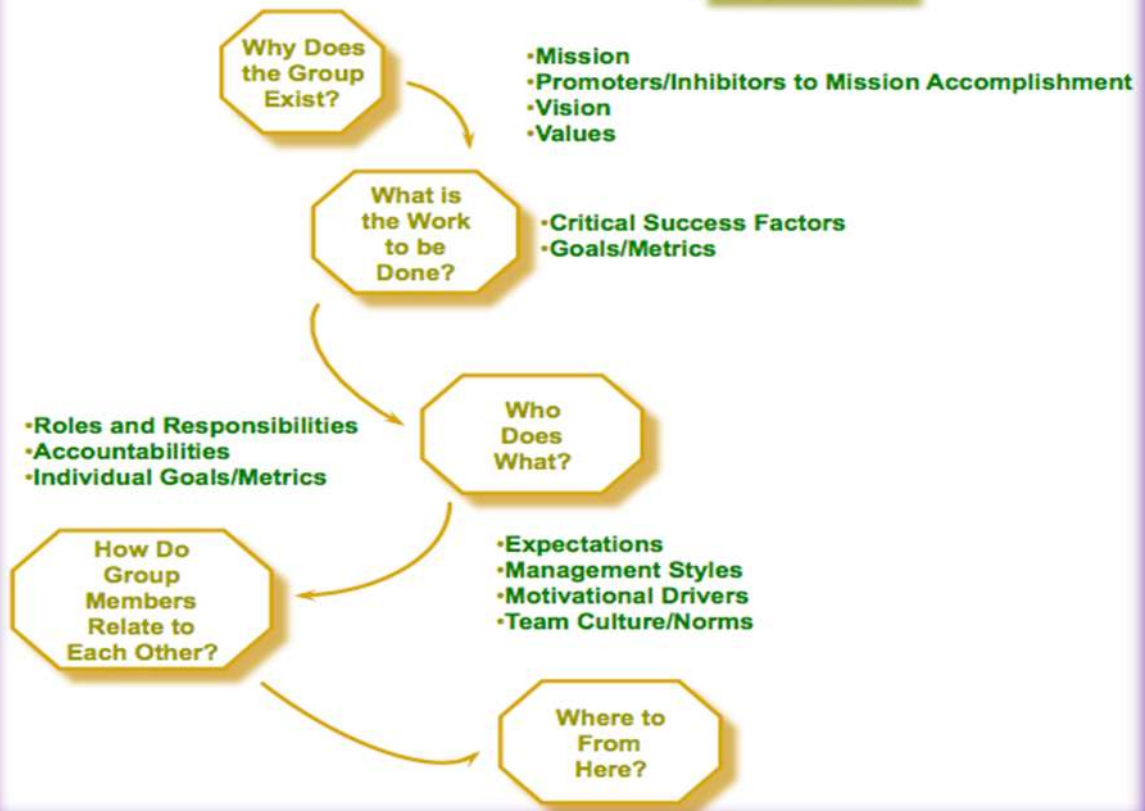 Why Does
the Group
Exist?
•Mission
•Promoters/Inhibitors to Mission Accomplishment
•Vision
•Values
What is
the Work
to be
Done?
•Critical Success Factors
•Goals/Metrics
Who
Does
What?
•Roles and Responsibilities
•Accountabilities
•Individual Goals/Metrics
How Do
Group
Members
Relate to
Each Other?
•Expectations
•Management Styles
•Motivational Drivers
•Team Culture/Norms
Where to
From
Here?